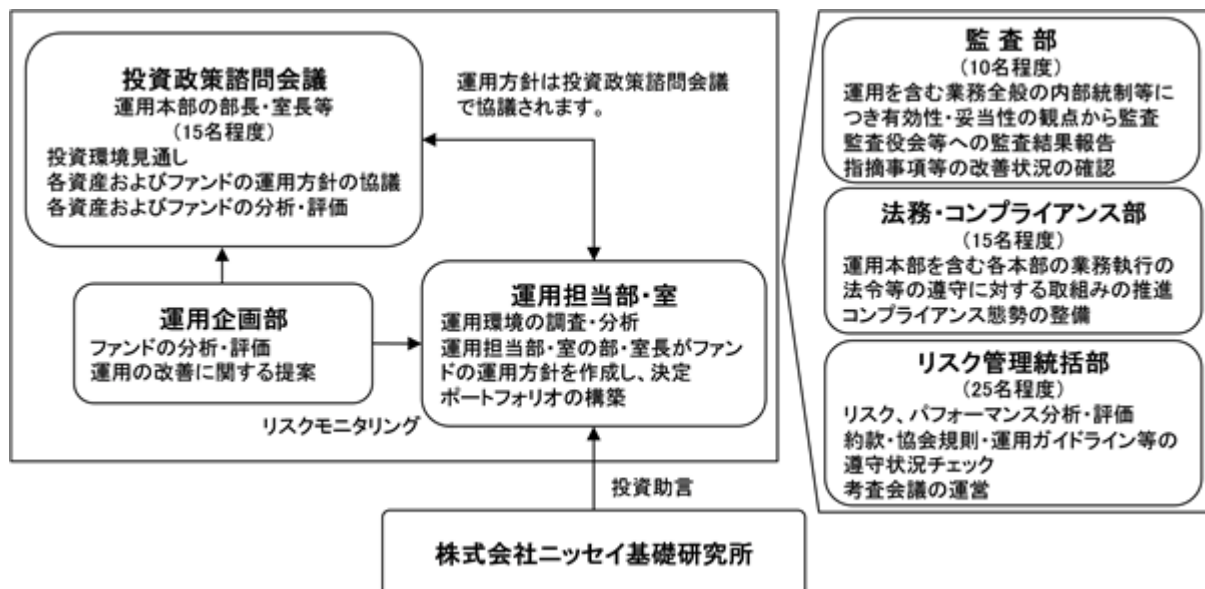 投資政策諮問会議
運用本部の部長・室長等
(15名程度)
投資環境見通し
各資産およびファンドの運用方針の協議
各資産およびファンドの分析・評価
運用方針は投資政策諮問会議
で協議されます。
運用企画部
ファンドの分析・評価
運用の改善に関する提案
リスクモニタリング
運用担当部・室
運用環境の調査・分析
運用担当部・室の部・室長がファン
ドの運用方針を作成し、決定
ポートフォリオの構築
投資助言
株式会社ニッセイ基礎研究所
監 査 部
(10名程度)
運用を含む業務全般の内部統制等に
つき有効性・妥当性の観点から監査
監査役会等への監査結果報告
指摘事項等の改善状況の確認
法務・コンプライアンス部
(15名程度)
運用本部を含む各本部の業務執行の
法令等の遵守に対する取組みの推進
コンプライアンス態勢の整備
リスク管理統括部
(25名程度)
リスク、パフォーマンス分析・評価
約款・協会規則・運用ガイドライン等の
遵守状況チェック
考査会議の運営